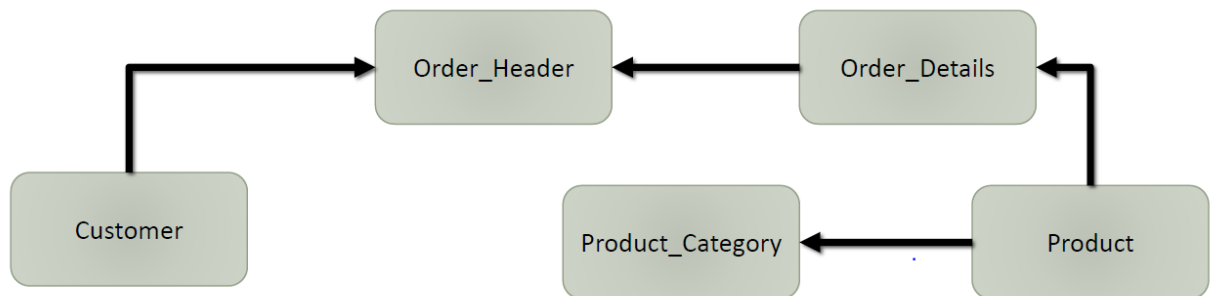 Order_Header
Order_Details
Customer
Product_Category
Product